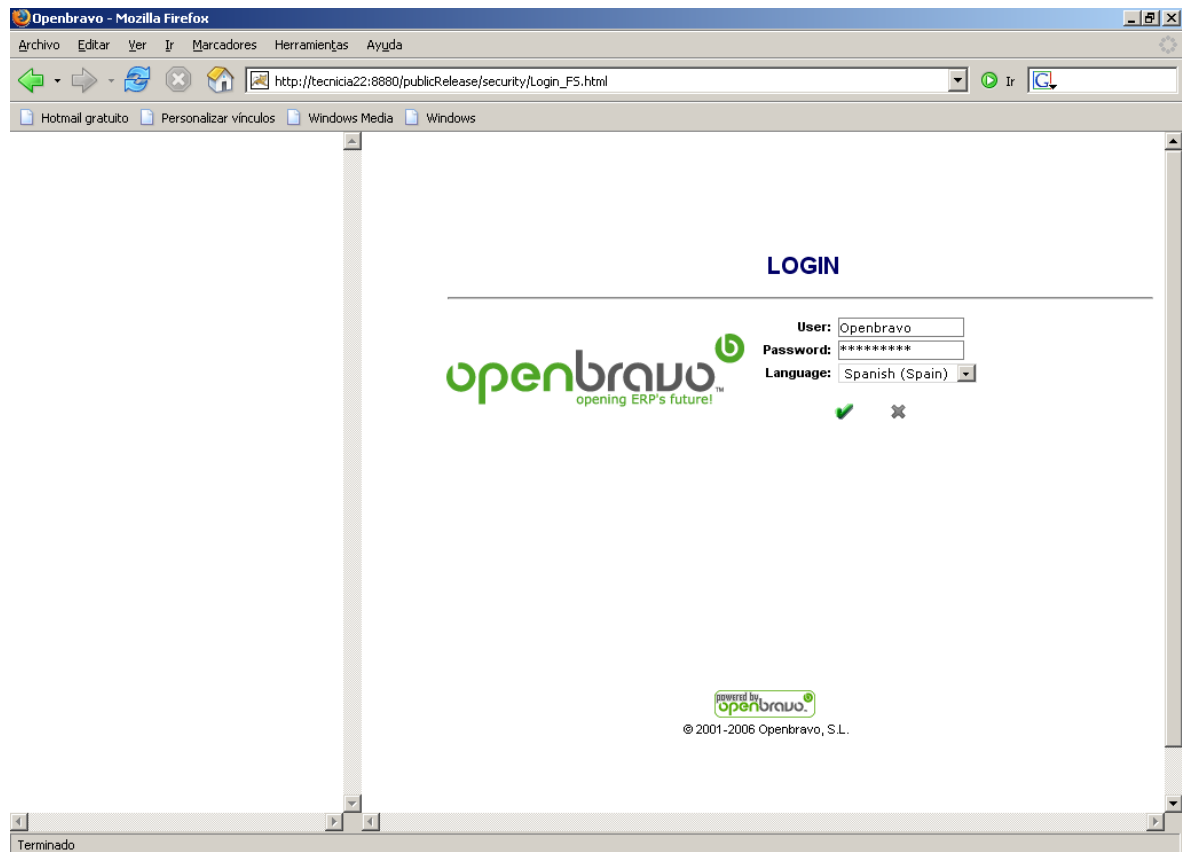 Openbravo - Mozilla Firefox
Archivo Editar Ver Ir Marcadores Herramientas Ayuda
http://tecnicia22:8880/publicRelease/security/Login_FS.html Ir G
Hotmail gratuito Personalizar vínculos Windows Media Windows
LOGIN
User: Openbravo
Password: *********
Language: Spanish (Spain)
openbravo™
opening ERP's future!
powered by
openbravo.
© 2001-2006 Openbravo, S.L.
Terminado